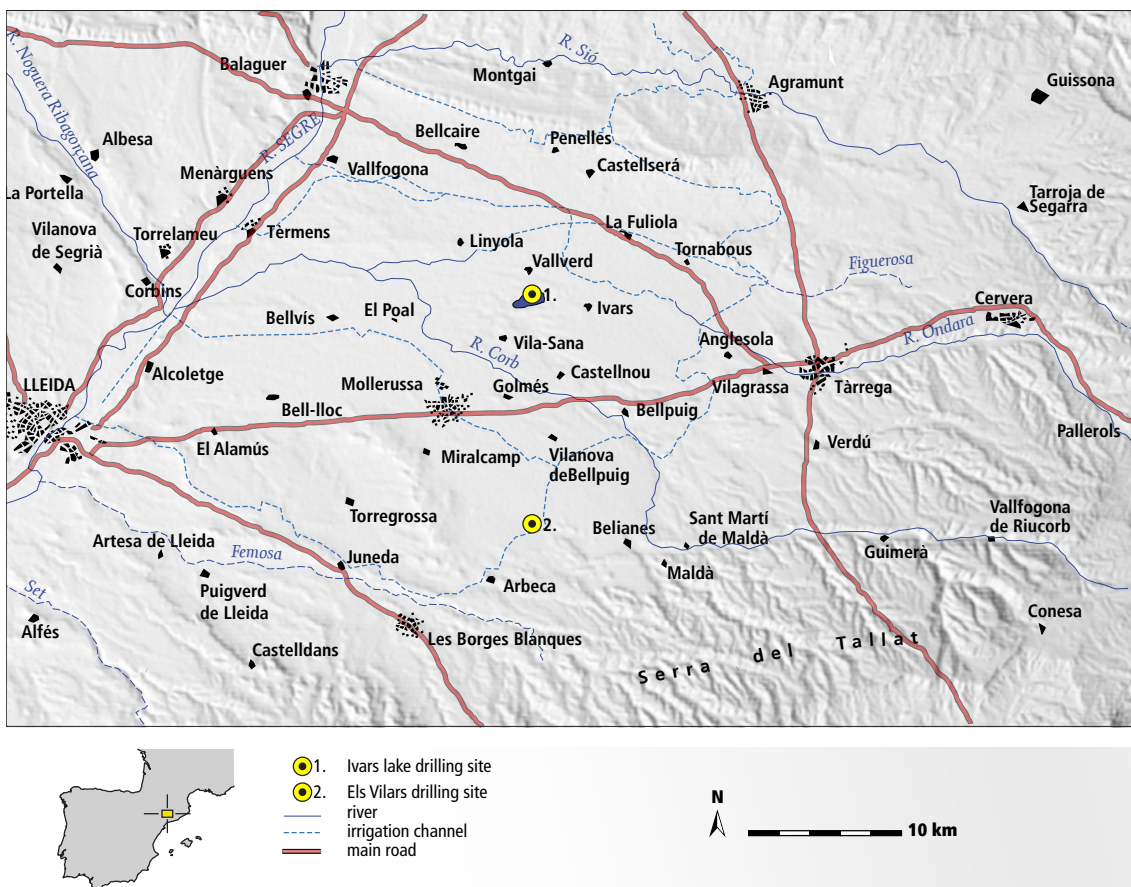 R. Noguera Ribagorçana
Balaguer
R. Sió
Montgai
Agramunt
Guissona
Albesa
R. SEGRE
Bellcaire
Penelles
Castellserá
Vallfogona
Menàrguens
La Portella
Tarroja de
Segarra
Vilanova
de Segrià
Torrelameu
Tèrmens
Linyola
La Fuliola
Tornabous
Vallverd
Figuerosa
Corbins
1.
Ivars
Cervera
Bellvís
El Poal
R. Corb
Vila-Sana
Anglesola
R. Ondara
LLEIDA
Alcoletge
Mollerussa
Golmés
Castellnou
Vilagrassa
Tàrrega
Bell-lloc
Bellpuig
Pallerols
El Alamús
Miralcamp
Vilanova
deBellpuig
Verdú
Torregrossa
2.
Belianes
Sant Martí
de Maldà
Vallfogona
de Riucorb
Artesa de Lleida
Femosa
Juneda
Guimerà
Set
Puigverd
de Lleida
Arbeca
Maldà
Alfés
Conesa
Les Borges Blanques
Castelldans
Serra del Tallat
1. Ivars lake drilling site
2. Els Vilars drilling site
river
irrigation channel
main road
N
10 km